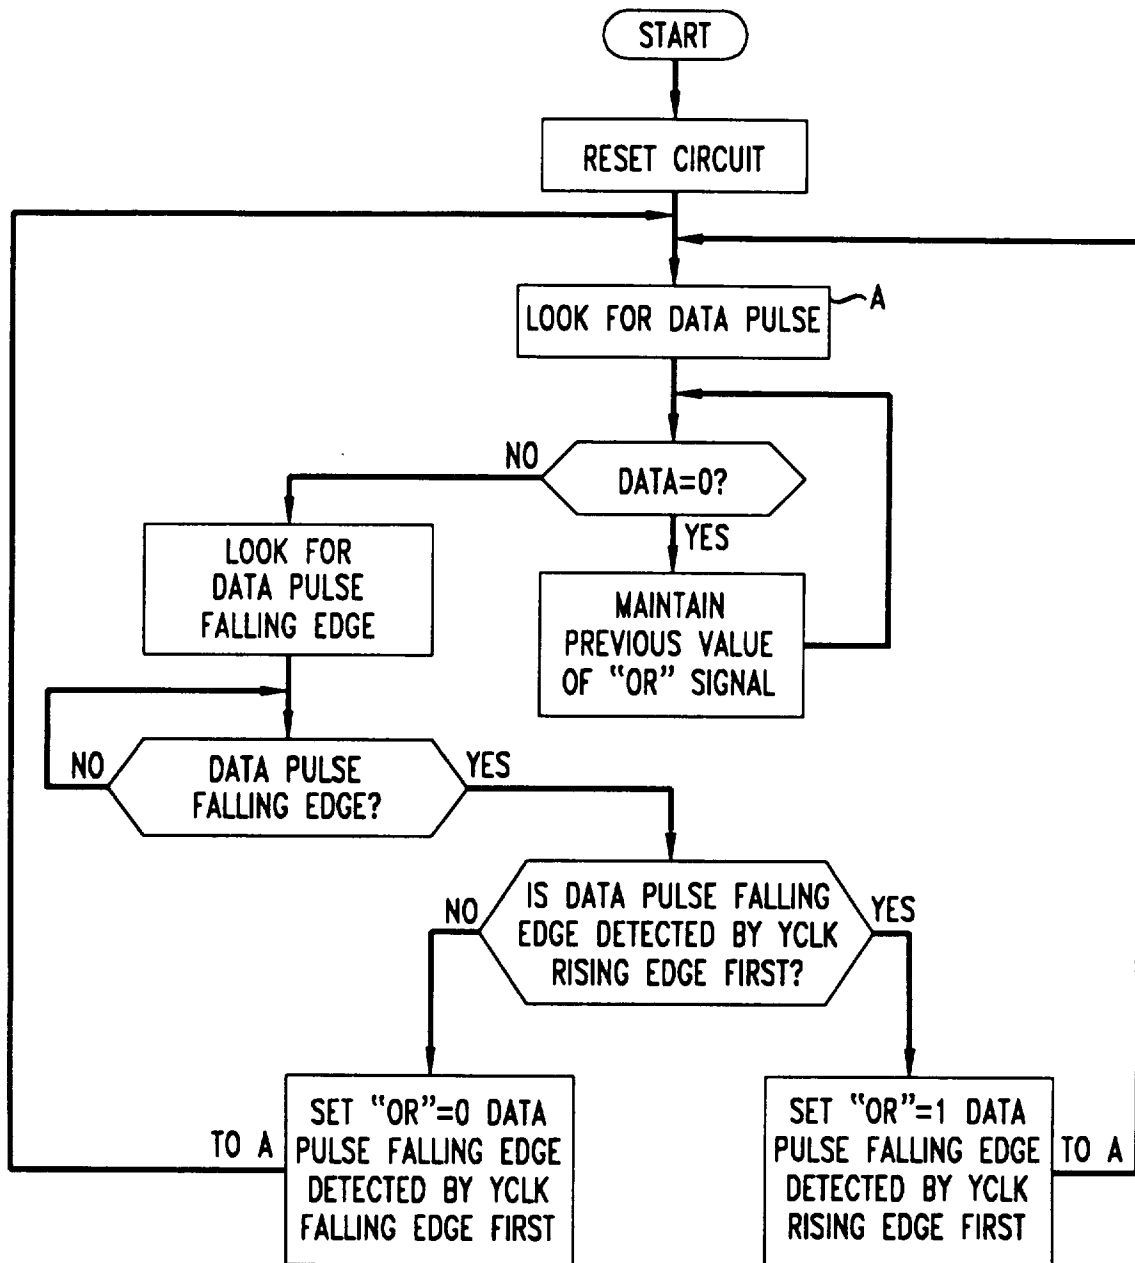 START
RESET CIRCUIT
LOOK FOR DATA PULSE
A
NO
DATA=0?
YES
LOOK FOR
DATA PULSE
FALLING EDGE
MAINTAIN
PREVIOUS VALUE
OF “OR” SIGNAL
NO
DATA PULSE
FALLING EDGE?
YES
NO
IS DATA PULSE FALLING
EDGE DETECTED BY YCLK
RISING EDGE FIRST?
YES
TO A
SET “OR”=0 DATA
PULSE FALLING EDGE
DETECTED BY YCLK
FALLING EDGE FIRST
SET “OR”=1 DATA
PULSE FALLING EDGE
DETECTED BY YCLK
RISING EDGE FIRST
TO A